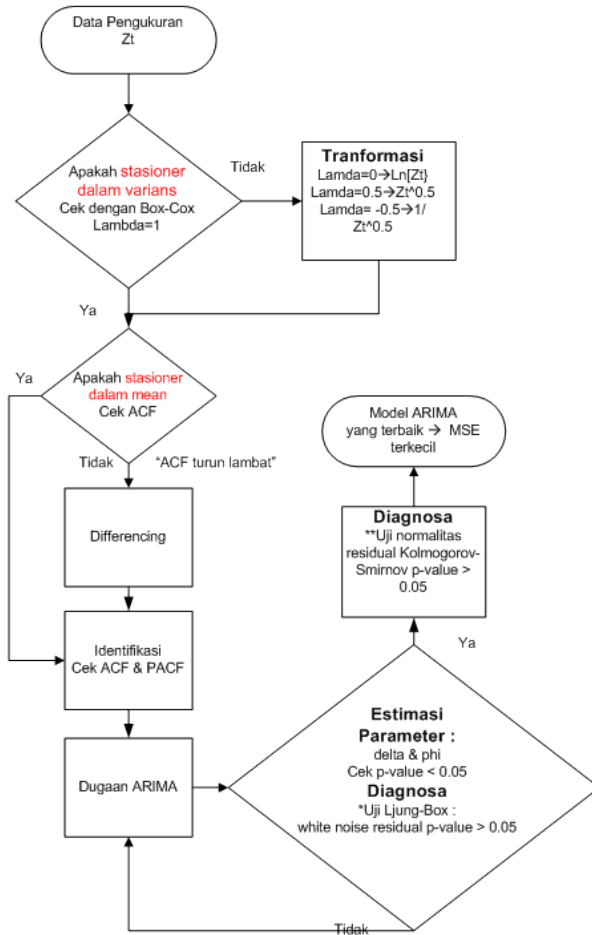 Data Pengukuran
Zt
Apakah stasioner
dalam varians
Cek dengan Box-Cox
Lambda=1
Tidak
Tranformasi
Lamda=0→Ln[Zt}
Lamda=0.5→Zt^0.5
Lamda= -0.5→1/
Zt^0.5
Ya
Apakah stasioner
dalam mean
Cek ACF
Ya
Tidak
“ACF turun lambat”
Differencing
Identifikasi
Cek ACF & PACF
Dugaan ARIMA
Estimasi
Parameter :
delta & phi
Cek p-value < 0.05
Diagnosa
*Uji Ljung-Box :
white noise residual p-value > 0.05
Tidak
Ya
Diagnosa
**Uji normalitas
residual Kolmogorov-
Smirnov p-value >
0.05
Model ARIMA
yang terbaik → MSE
terkecil